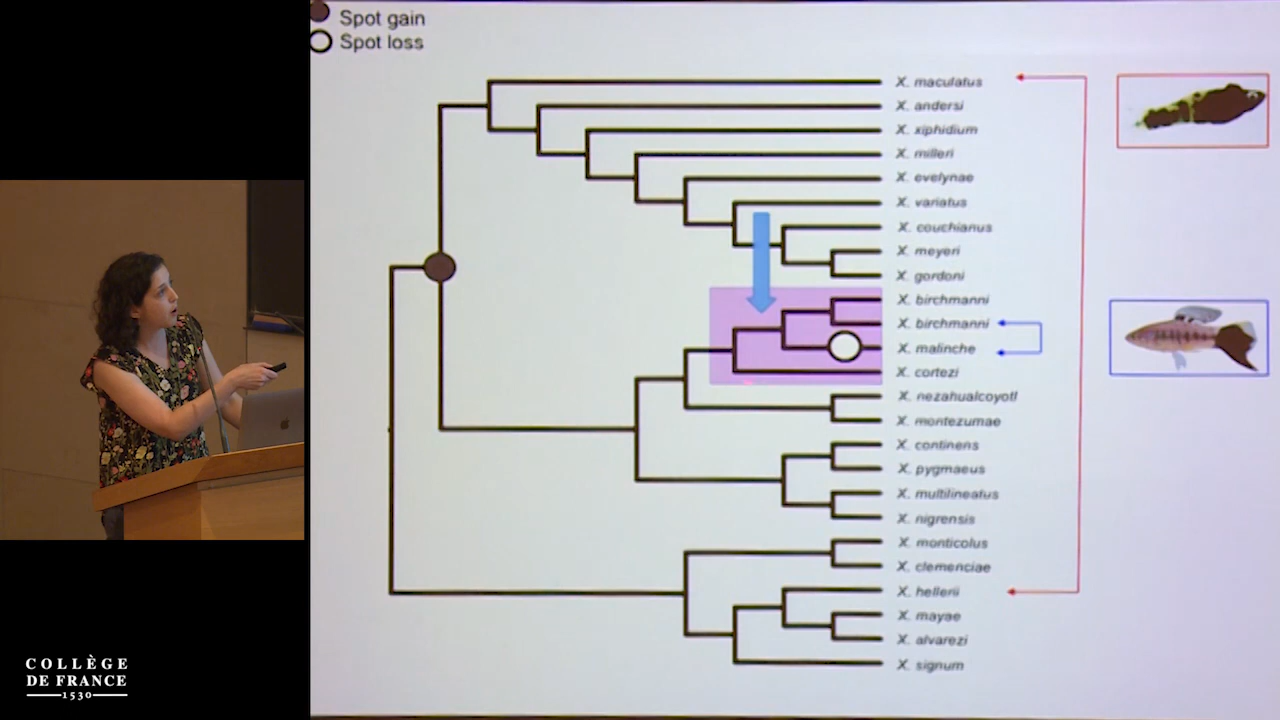 Spot gain
Spot loss
X. maculatus
X. andersi
X. xiphidium
X. milleri
X. evelynae
X. variatus
X. couchianus
X. meyeri
X. gordoni
X. birchmanni
X. birchmanni
X. malinche
X. cortezi
X. nezahualcoyotl
X. montezumae
X. continens
X. pygmaeus
X. multilineatus
X. nigrensis
X. monticolus
X. clemenciae
X. hellerii
X. mayae
X. alvarezi
X. signum
COLLÈGE
DE FRANCE
1530